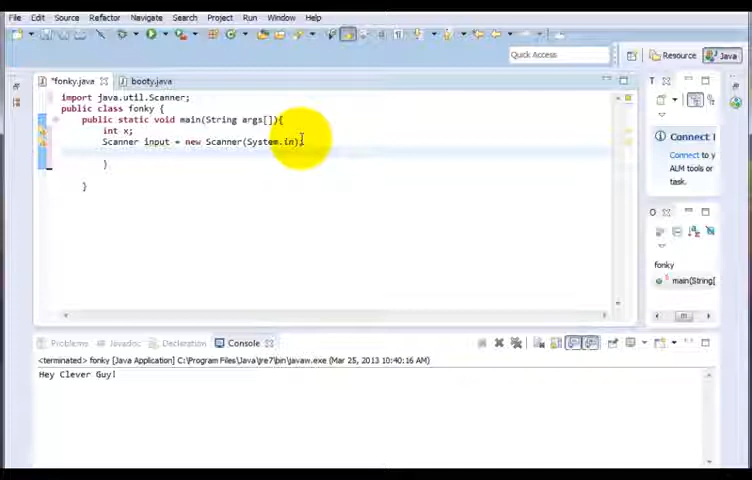 File Edit Source Refactor Navigate Search Project Run Window Help
Quick Access
Resource
Java
*fonky.java
booty.java
T
import java.util.Scanner;
public class fonky {
public static void main(String args[]){
int x;
Scanner input = new Scanner(System.in);
}
}
Connect
Connect to y
ALM tools or
task.
O
fonky
main(String[
Problems
Javadoc
Declaration
Console
<terminated> fonky [Java Application] C:\Program Files\Java\jre7\bin\javaw.exe (Mar 25, 2013 10:40:16 AM)
Hey Clever Guy!